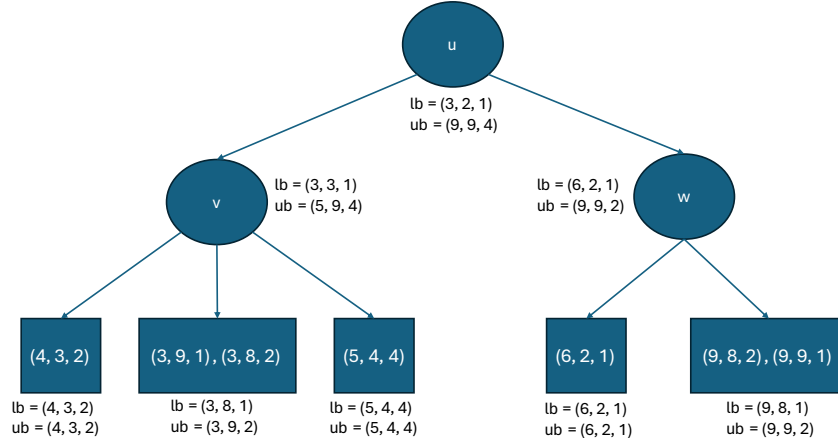 u
lb = (3, 2, 1)
ub = (9, 9, 4)
v
lb = (3, 3, 1)
ub = (5, 9, 4)
lb = (6, 2, 1)
ub = (9, 9, 2)
w
(4, 3, 2)
(3, 9, 1), (3, 8, 2)
(5, 4, 4)
(6, 2, 1)
(9, 8, 2), (9, 9, 1)
lb = (4, 3, 2)
ub = (4, 3, 2)
lb = (3, 8, 1)
ub = (3, 9, 2)
lb = (5, 4, 4)
ub = (5, 4, 4)
lb = (6, 2, 1)
ub = (6, 2, 1)
lb = (9, 8, 1)
ub = (9, 9, 2)